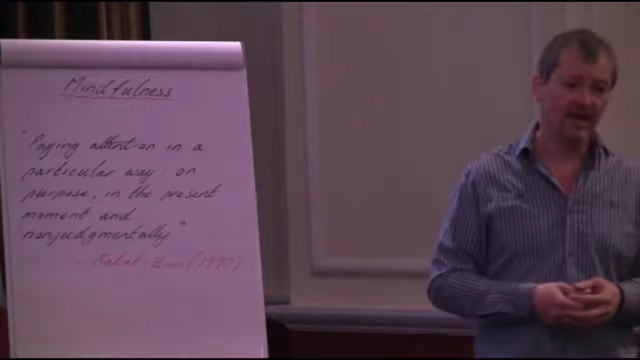 Mindfulness
"Paying attention in a
particular way: on
purpose, in the present
moment and
nonjudgmentally."
- Kabat-Zinn (1990)